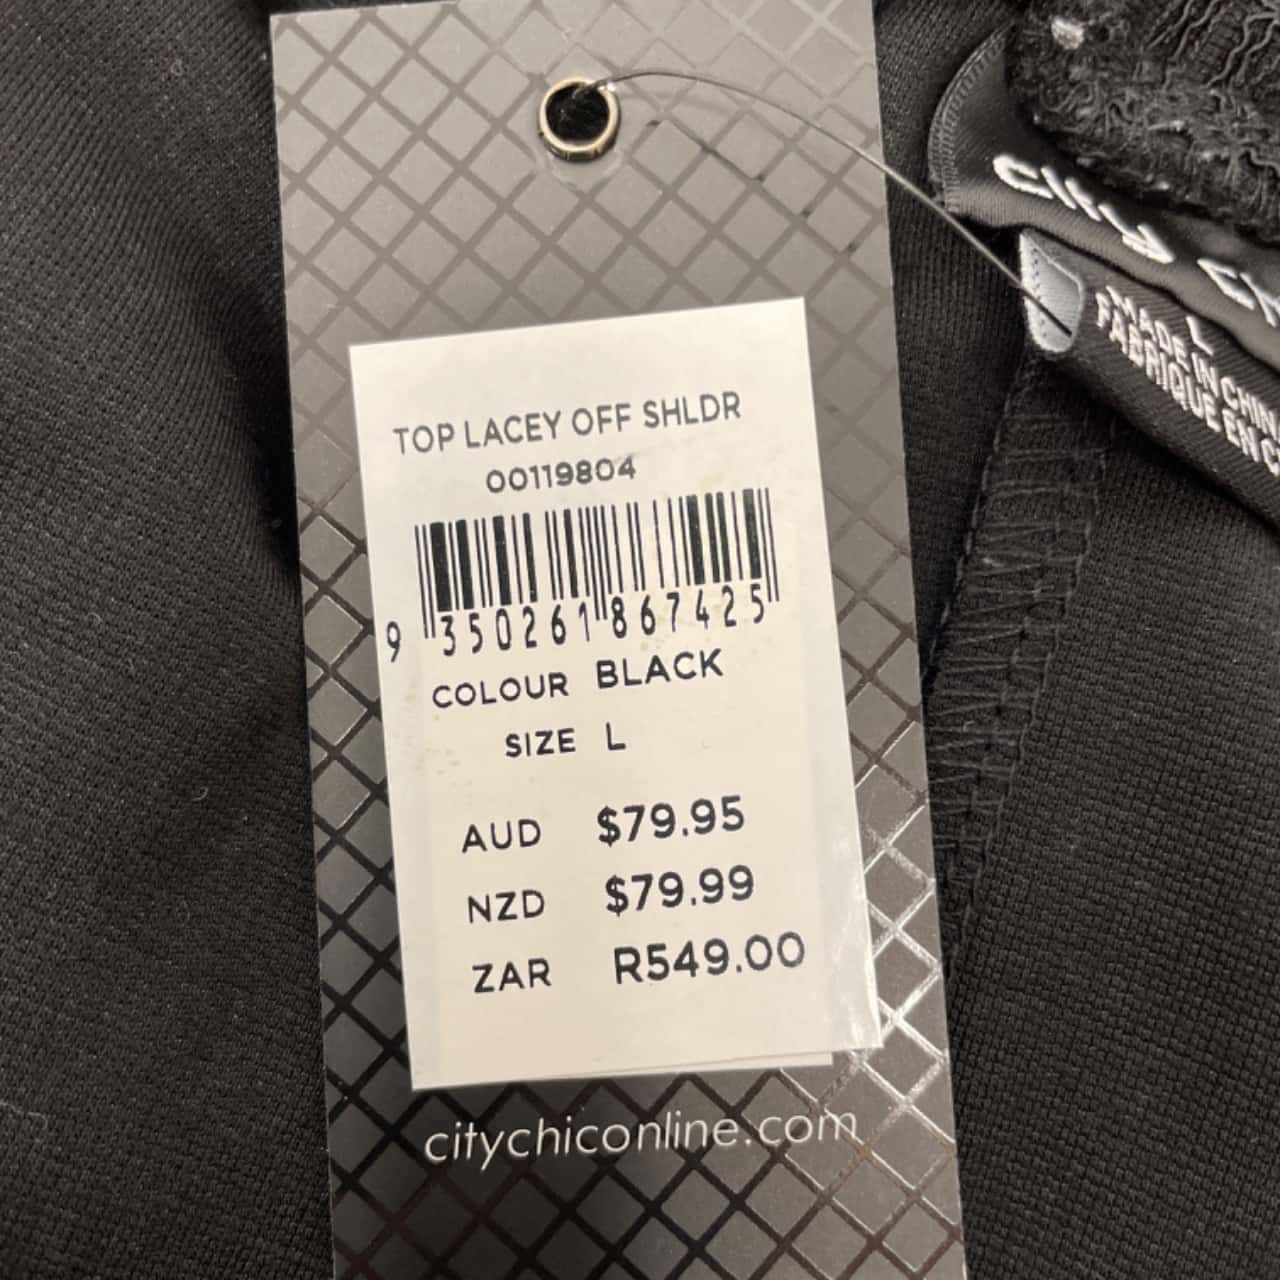 TOP LACEY OFF SHLDR
00119804
9 350261 867425
COLOUR BLACK
SIZE L
AUD $79.95
NZD $79.99
ZAR R549.00
citychiconline.com
city
L
MADE IN
FABRIQUE EN